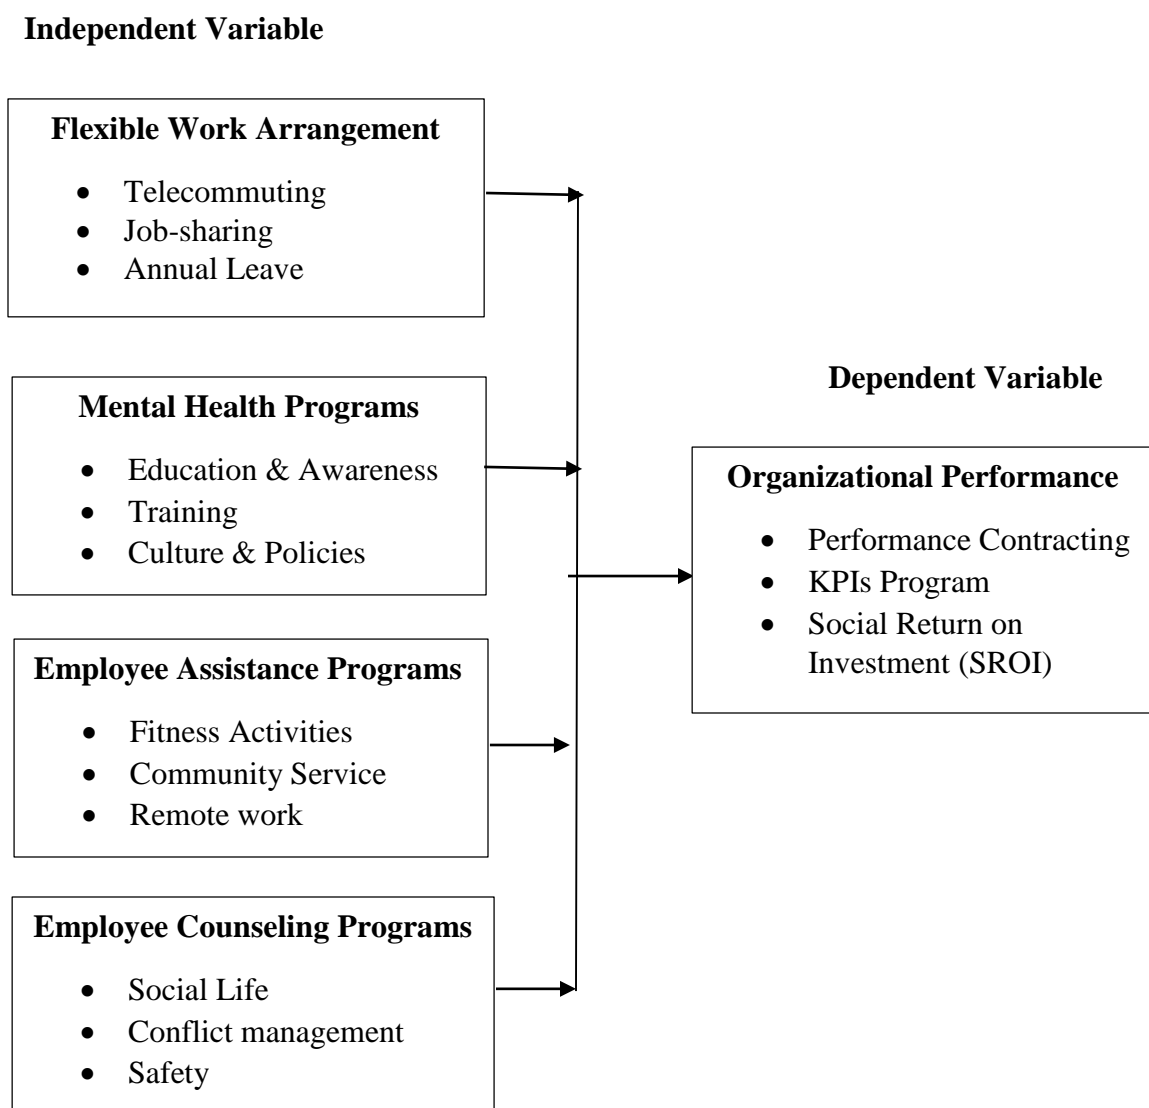 Independent Variable
Flexible Work Arrangement
• Telecommuting
• Job-sharing
• Annual Leave
Mental Health Programs
• Education & Awareness
• Training
• Culture & Policies
Employee Assistance Programs
• Fitness Activities
• Community Service
• Remote work
Employee Counseling Programs
• Social Life
• Conflict management
• Safety
Dependent Variable
Organizational Performance
• Performance Contracting
• KPIs Program
• Social Return on
Investment (SROI)